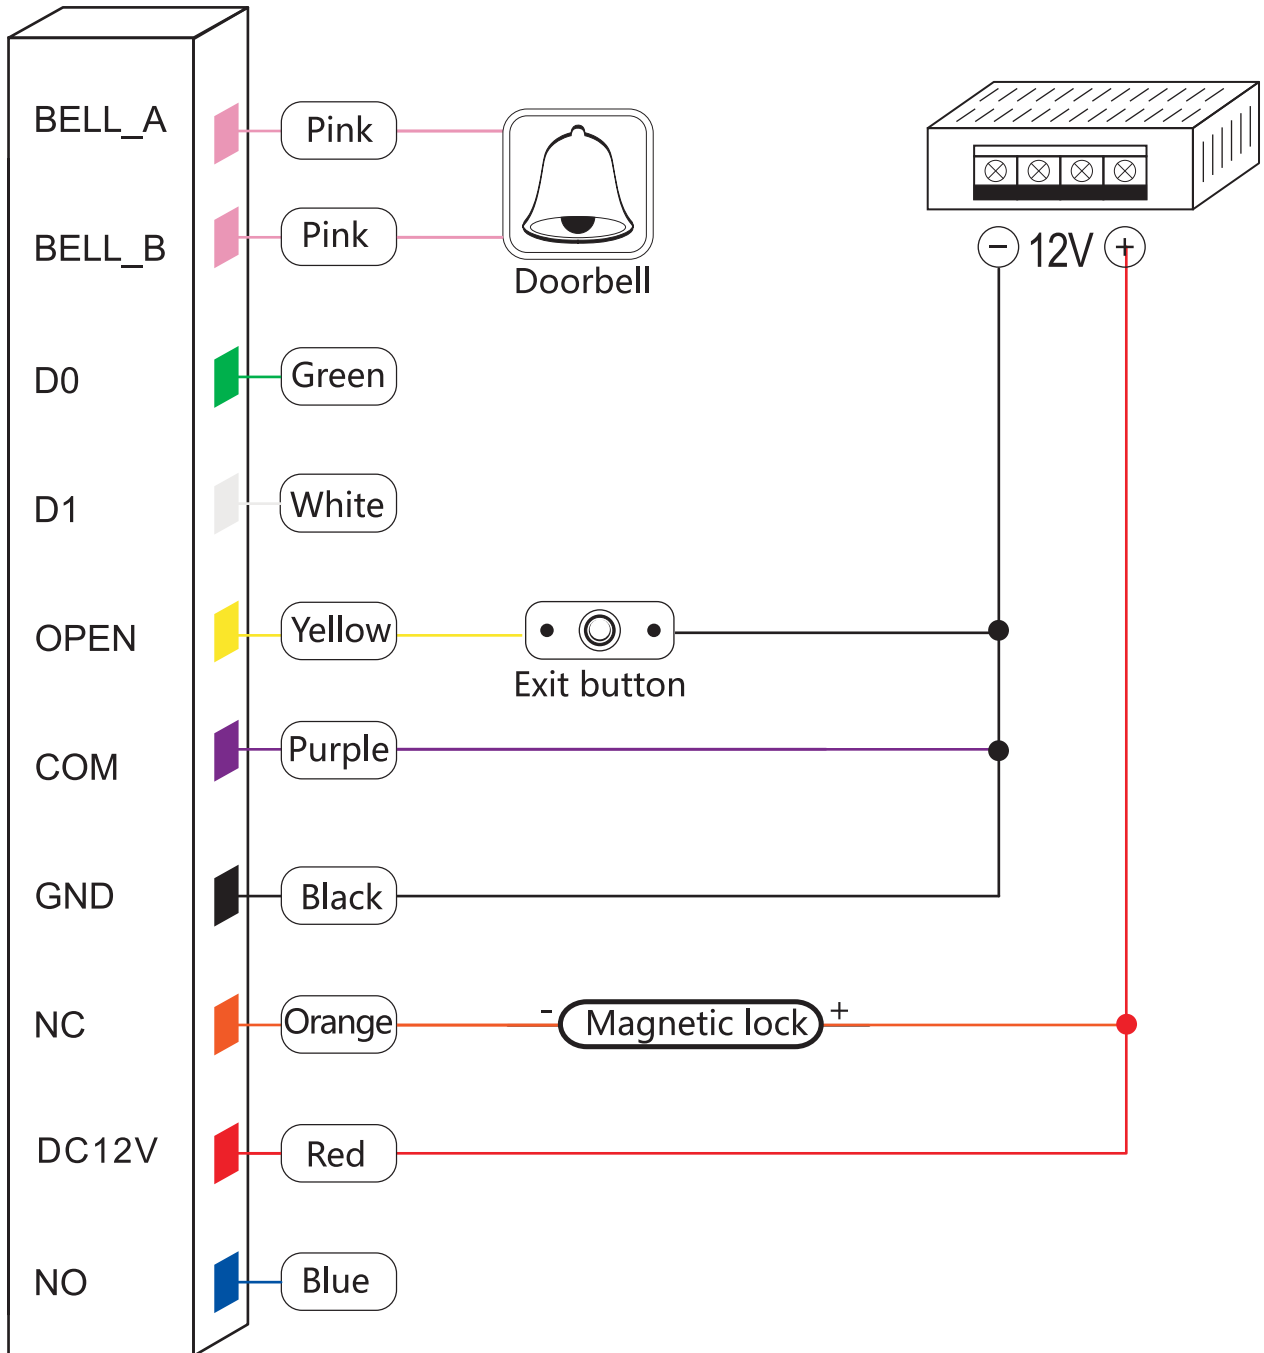 BELL_A
Pink
BELL_B
Pink
Doorbell
− 12V +
D0
Green
D1
White
OPEN
Yellow
Exit button
COM
Purple
GND
Black
NC
Orange
- Magnetic lock +
DC12V
Red
NO
Blue